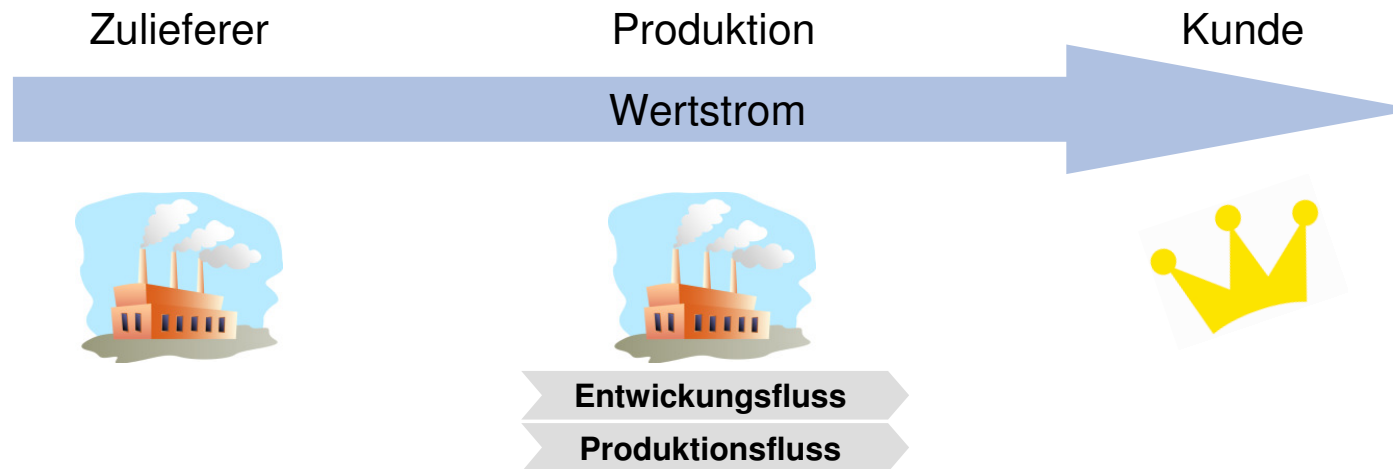 Zulieferer Produktion Kunde
Wertstrom
Entwickungsfluss
Produktionsfluss